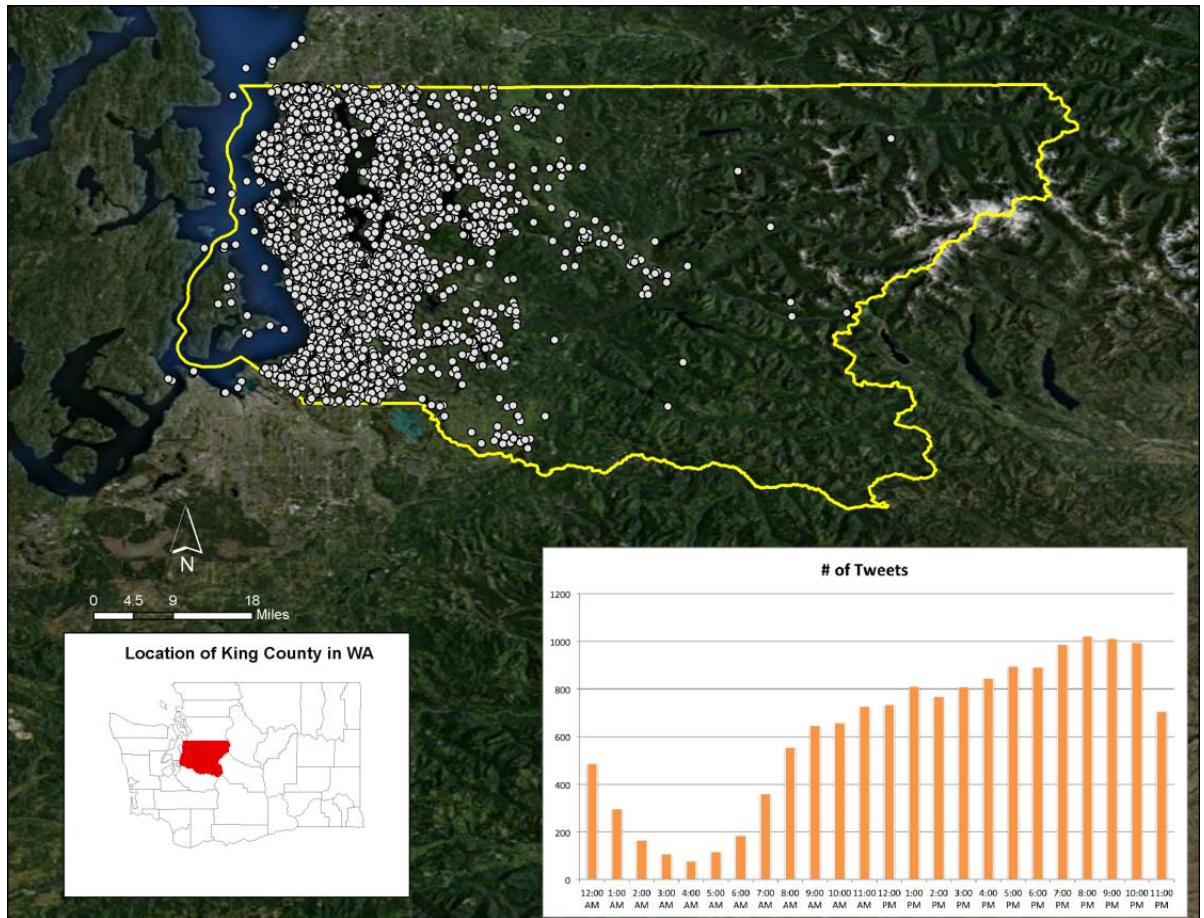 N
0 4.5 9 18
Miles
Location of King County in WA
# of Tweets
1200
1000
800
600
400
200
0
12:00 1:00 2:00 3:00 4:00 5:00 6:00 7:00 8:00 9:00 10:00 11:00 12:00 1:00 2:00 3:00 4:00 5:00 6:00 7:00 8:00 9:00 10:00 11:00
AM AM AM AM AM AM AM AM AM AM AM AM PM PM PM PM PM PM PM PM PM PM PM PM